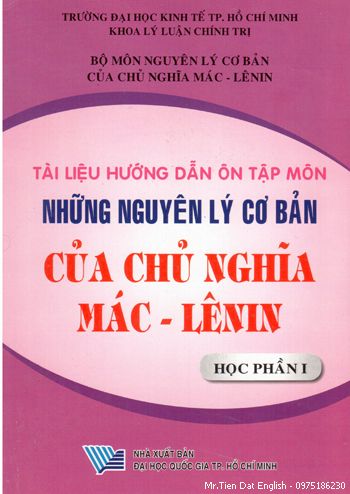 TRƯỜNG ĐẠI HỌC KINH TẾ TP. HỒ CHÍ MINH
KHOA LÝ LUẬN CHÍNH TRỊ
BỘ MÔN NGUYÊN LÝ CƠ BẢN
CỦA CHỦ NGHĨA MÁC - LÊNIN
TÀI LIỆU HƯỚNG DẪN ÔN TẬP MÔN
NHỮNG NGUYÊN LÝ CƠ BẢN
CỦA CHỦ NGHĨA
MÁC - LÊNIN
HỌC PHẦN I
NHÀ XUẤT BẢN
ĐẠI HỌC QUỐC GIA TP. HỒ CHÍ MINH
Mr.Tien Dat English - 0975186230